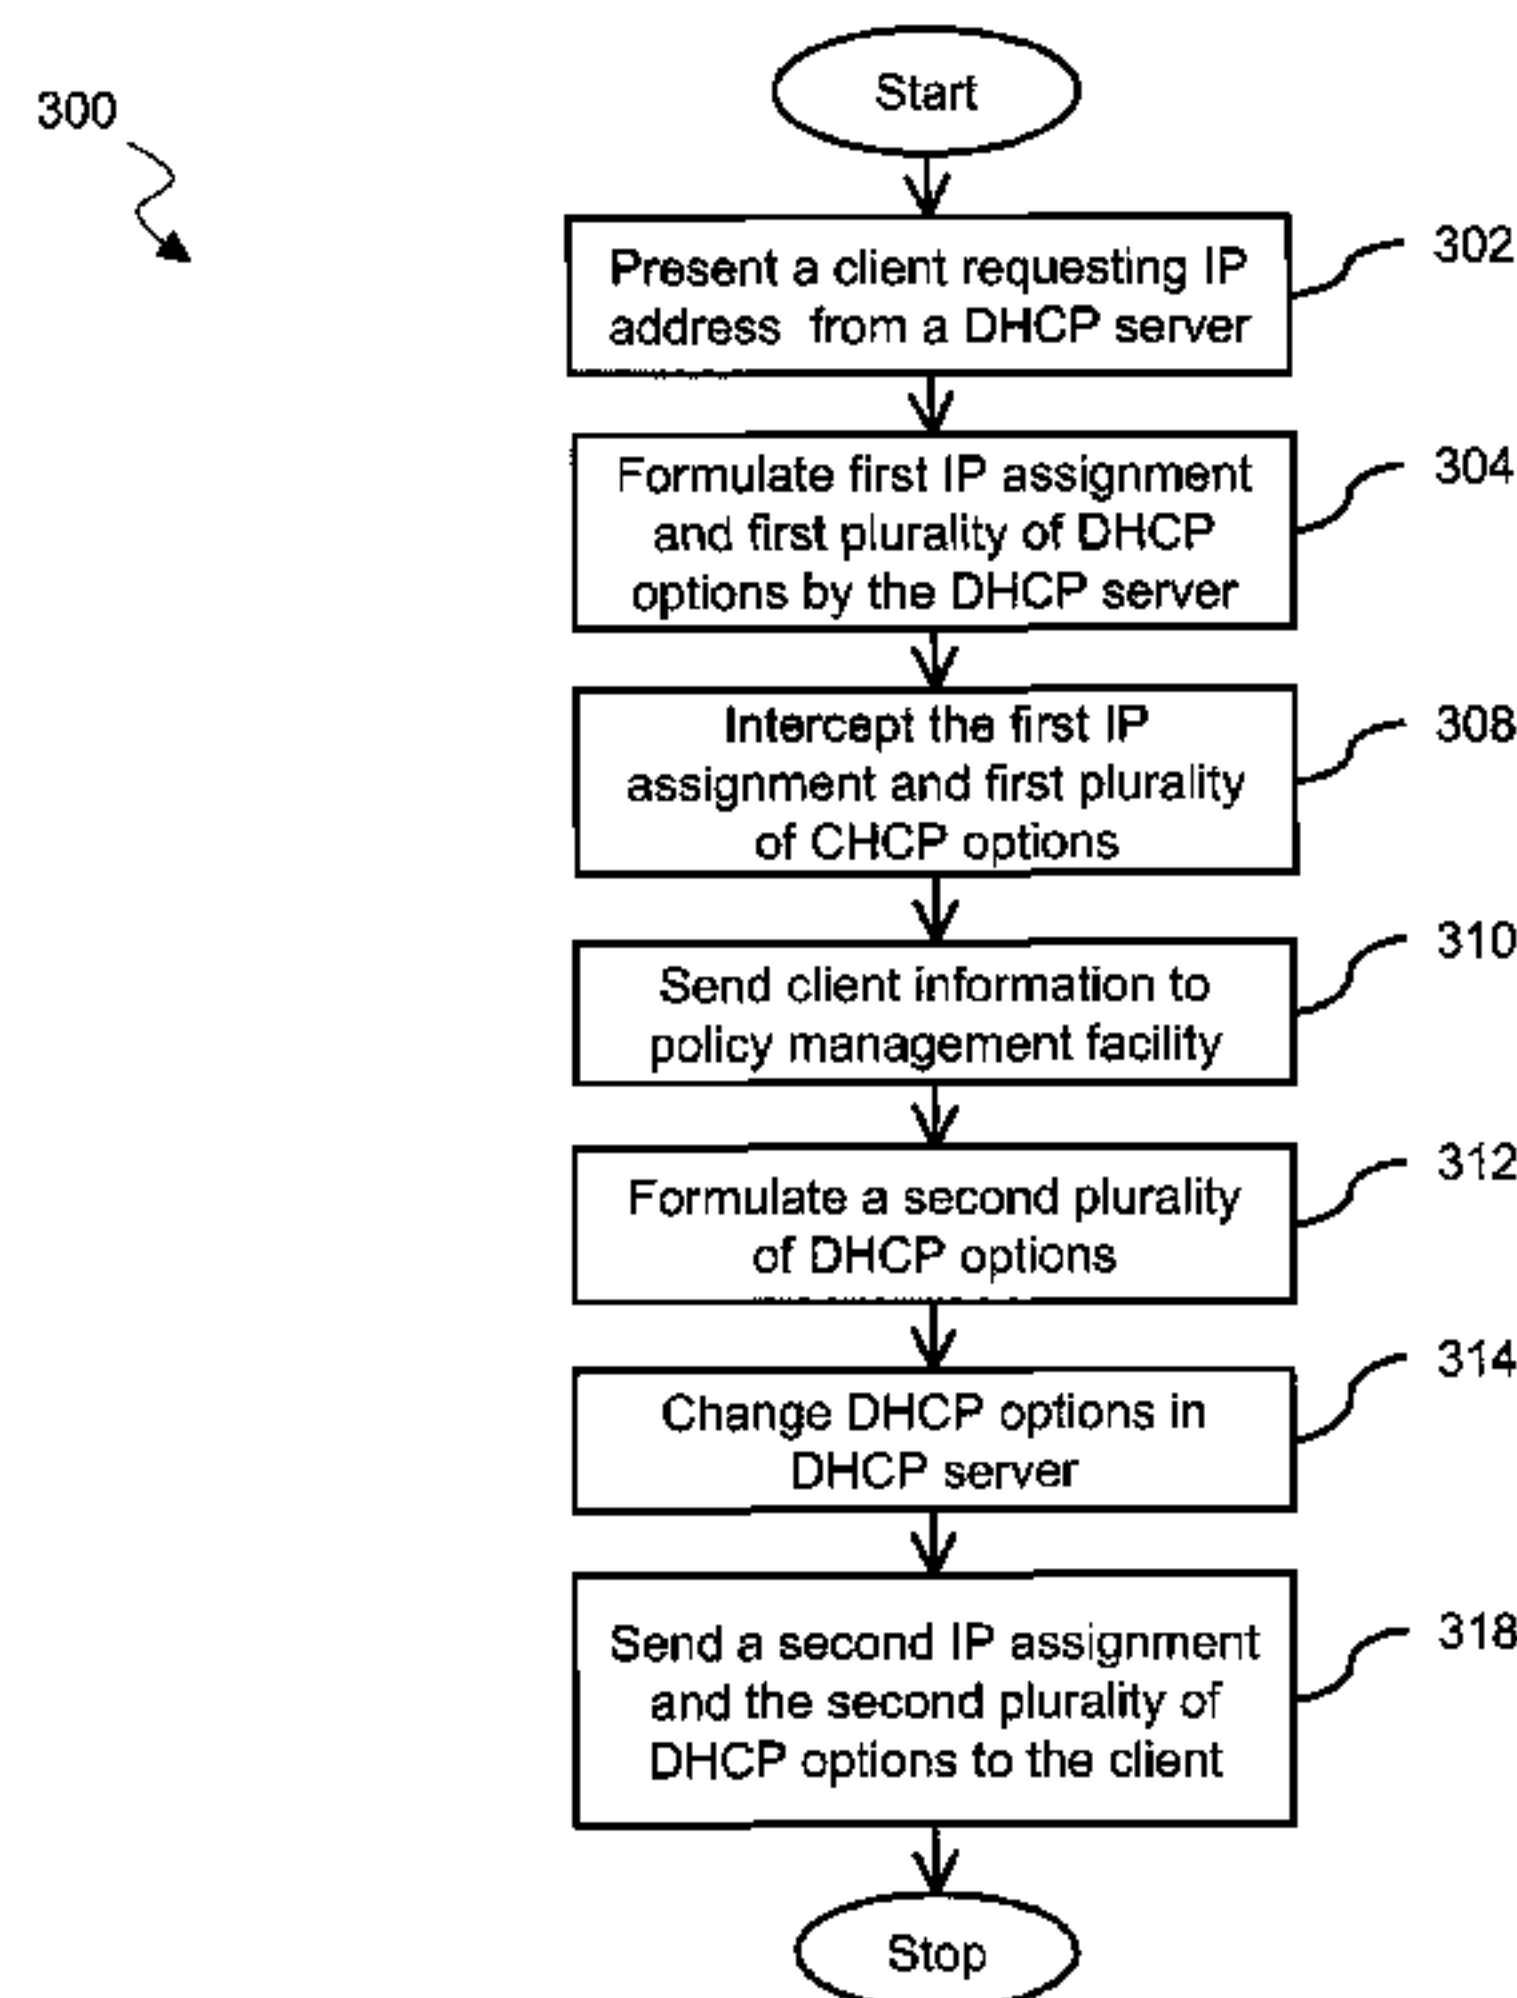 300
Start
Present a client requesting IP
address from a DHCP server
302
Formulate first IP assignment
and first plurality of DHCP
options by the DHCP server
304
Intercept the first IP
assignment and first plurality
of CHCP options
308
Send client information to
policy management facility
310
Formulate a second plurality
of DHCP options
312
Change DHCP options in
DHCP server
314
Send a second IP assignment
and the second plurality of
DHCP options to the client
318
Stop